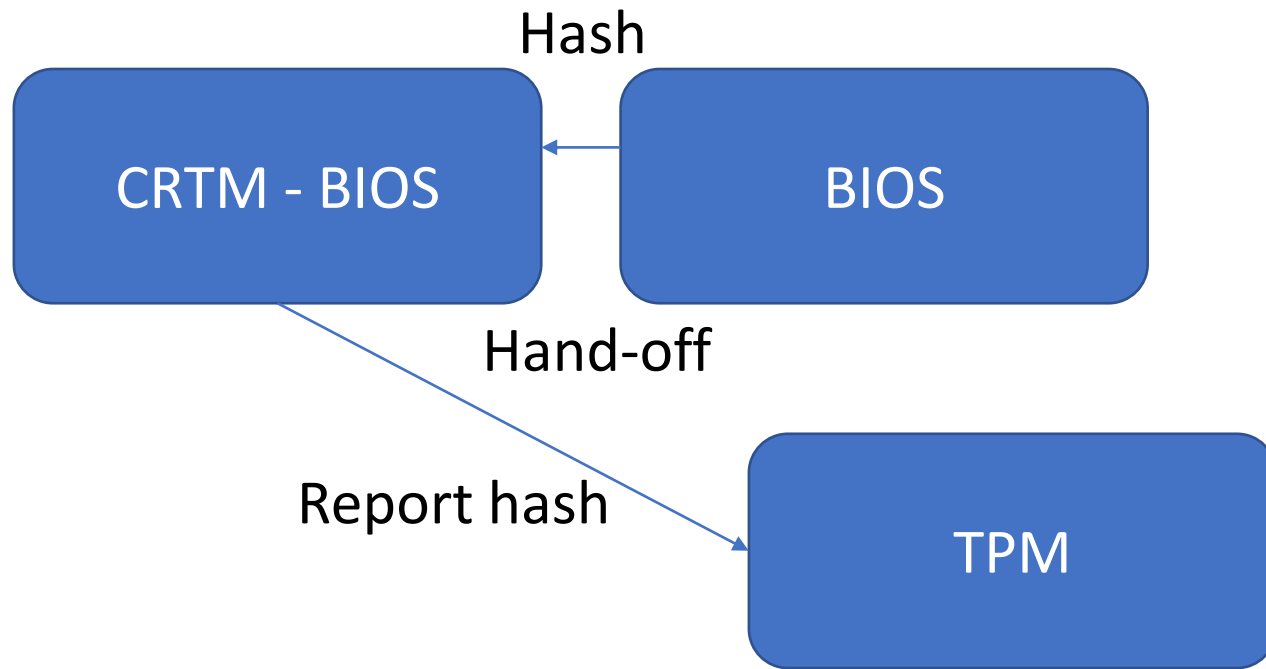 Hash
CRTM - BIOS
BIOS
Hand-off
Report hash
TPM